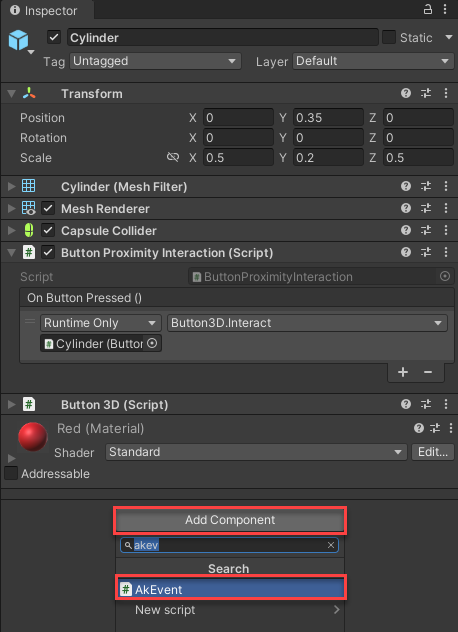 Inspector
Cylinder
Static
Tag Untagged Layer Default
Transform
Position X 0 Y 0.35 Z 0
Rotation X 0 Y 0 Z 0
Scale X 0.5 Y 0.2 Z 0.5
Cylinder (Mesh Filter)
Mesh Renderer
Capsule Collider
Button Proximity Interaction (Script)
Script ButtonProximityInteraction
On Button Pressed ()
Runtime Only Button3D.Interact
Cylinder (Buttor
Button 3D (Script)
Red (Material)
Shader Standard Edit...
Addressable
Add Component
akev
Search
AkEvent
New script